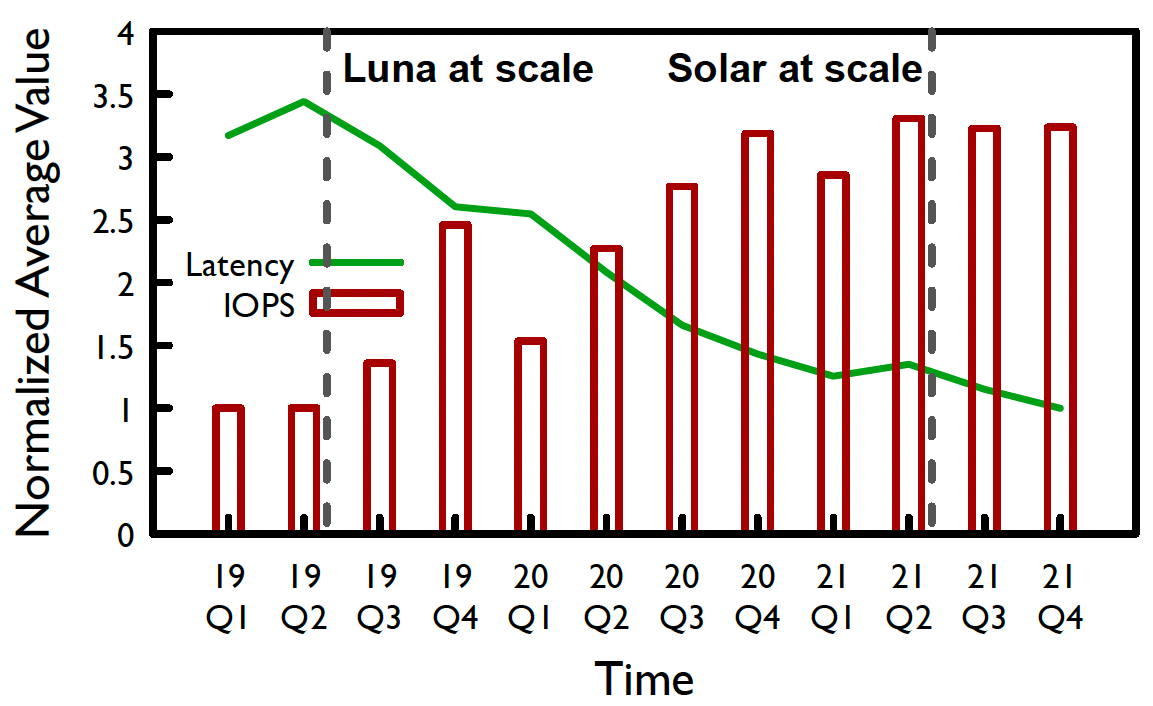 Normalized Average Value
4
3.5
3
2.5
2
1.5
1
0.5
0
Luna at scale
Solar at scale
Latency
IOPS
19 19 19 19 20 20 20 20 21 21 21 21
Q1 Q2 Q3 Q4 Q1 Q2 Q3 Q4 Q1 Q2 Q3 Q4
Time